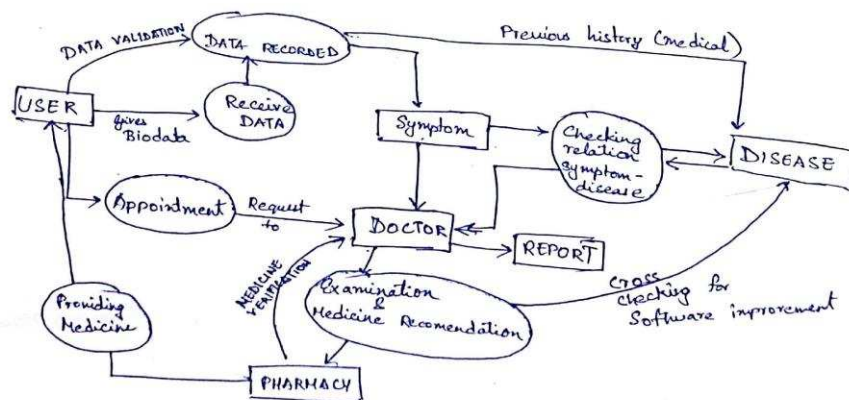 DATA VALIDATION
DATA RECORDED
Previous history (medical)
USER
gives
Biodata
Receive
DATA
Symptom
Checking
relation
symptom-
disease
DISEASE
Appointment
Request
to
DOCTOR
REPORT
MEDICINE
VERIFICATION
Examination
&
Medicine Recomendation
CROSS
checking for
Software improvement
Providing
Medicine
PHARMACY